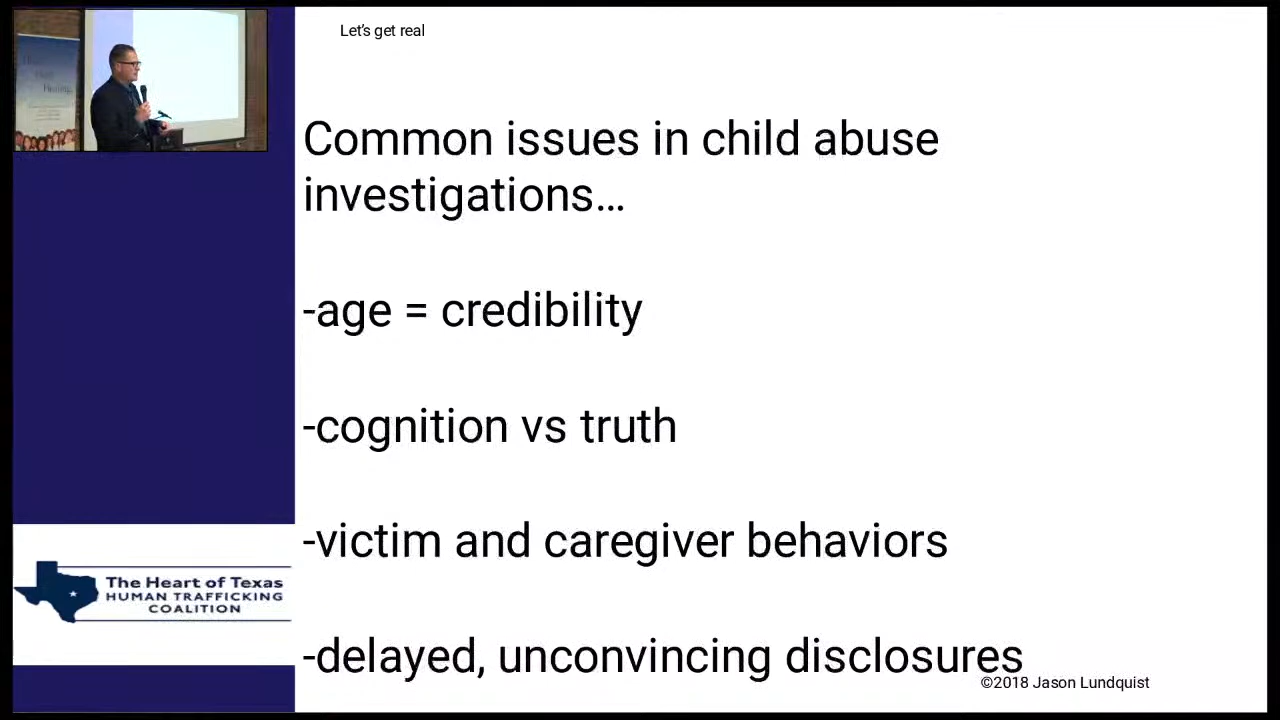 Let's get real
Common issues in child abuse
investigations...
-age = credibility
-cognition vs truth
-victim and caregiver behaviors
-delayed, unconvincing disclosures
©2018 Jason Lundquist
The Heart of Texas
HUMAN TRAFFICKING
COALITION